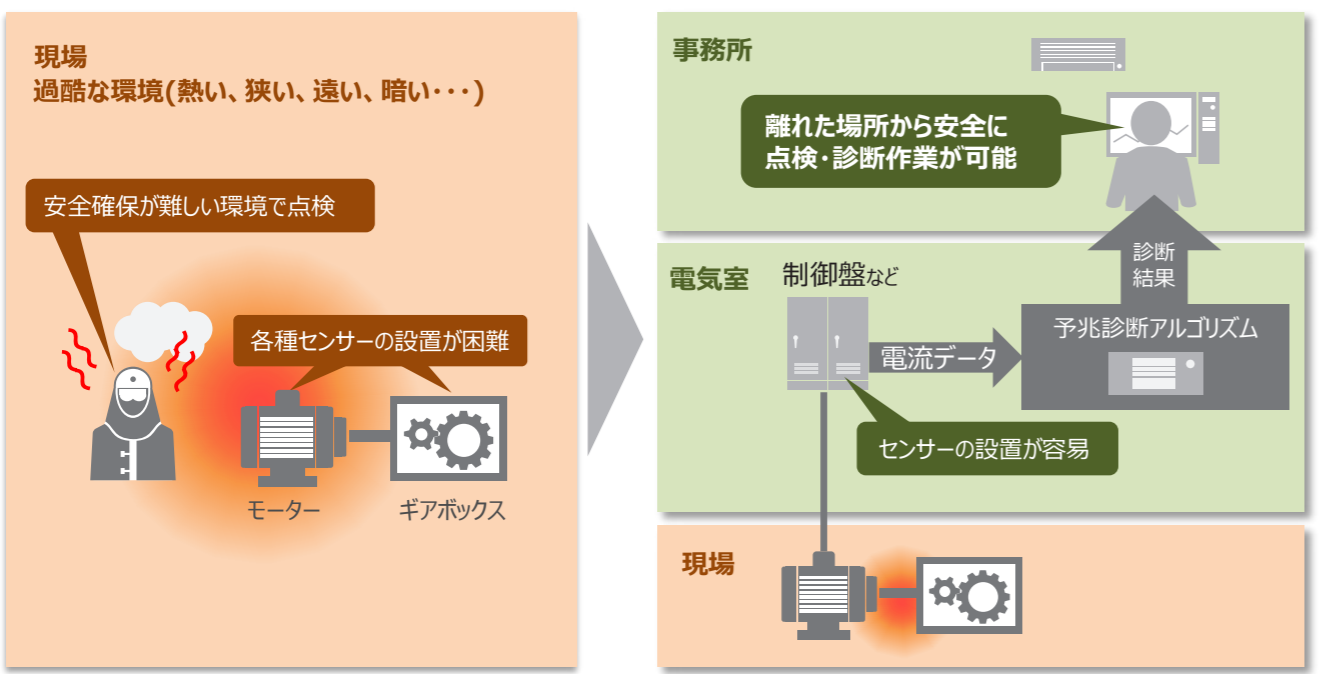 現場
過酷な環境(熱い、狭い、遠い、暗い・・・)
安全確保が難しい環境で点検
各種センサーの設置が困難
モーター
ギアボックス
事務所
離れた場所から安全に
点検・診断作業が可能
診断
結果
電気室
制御盤など
予兆診断アルゴリズム
電流データ
センサーの設置が容易
現場